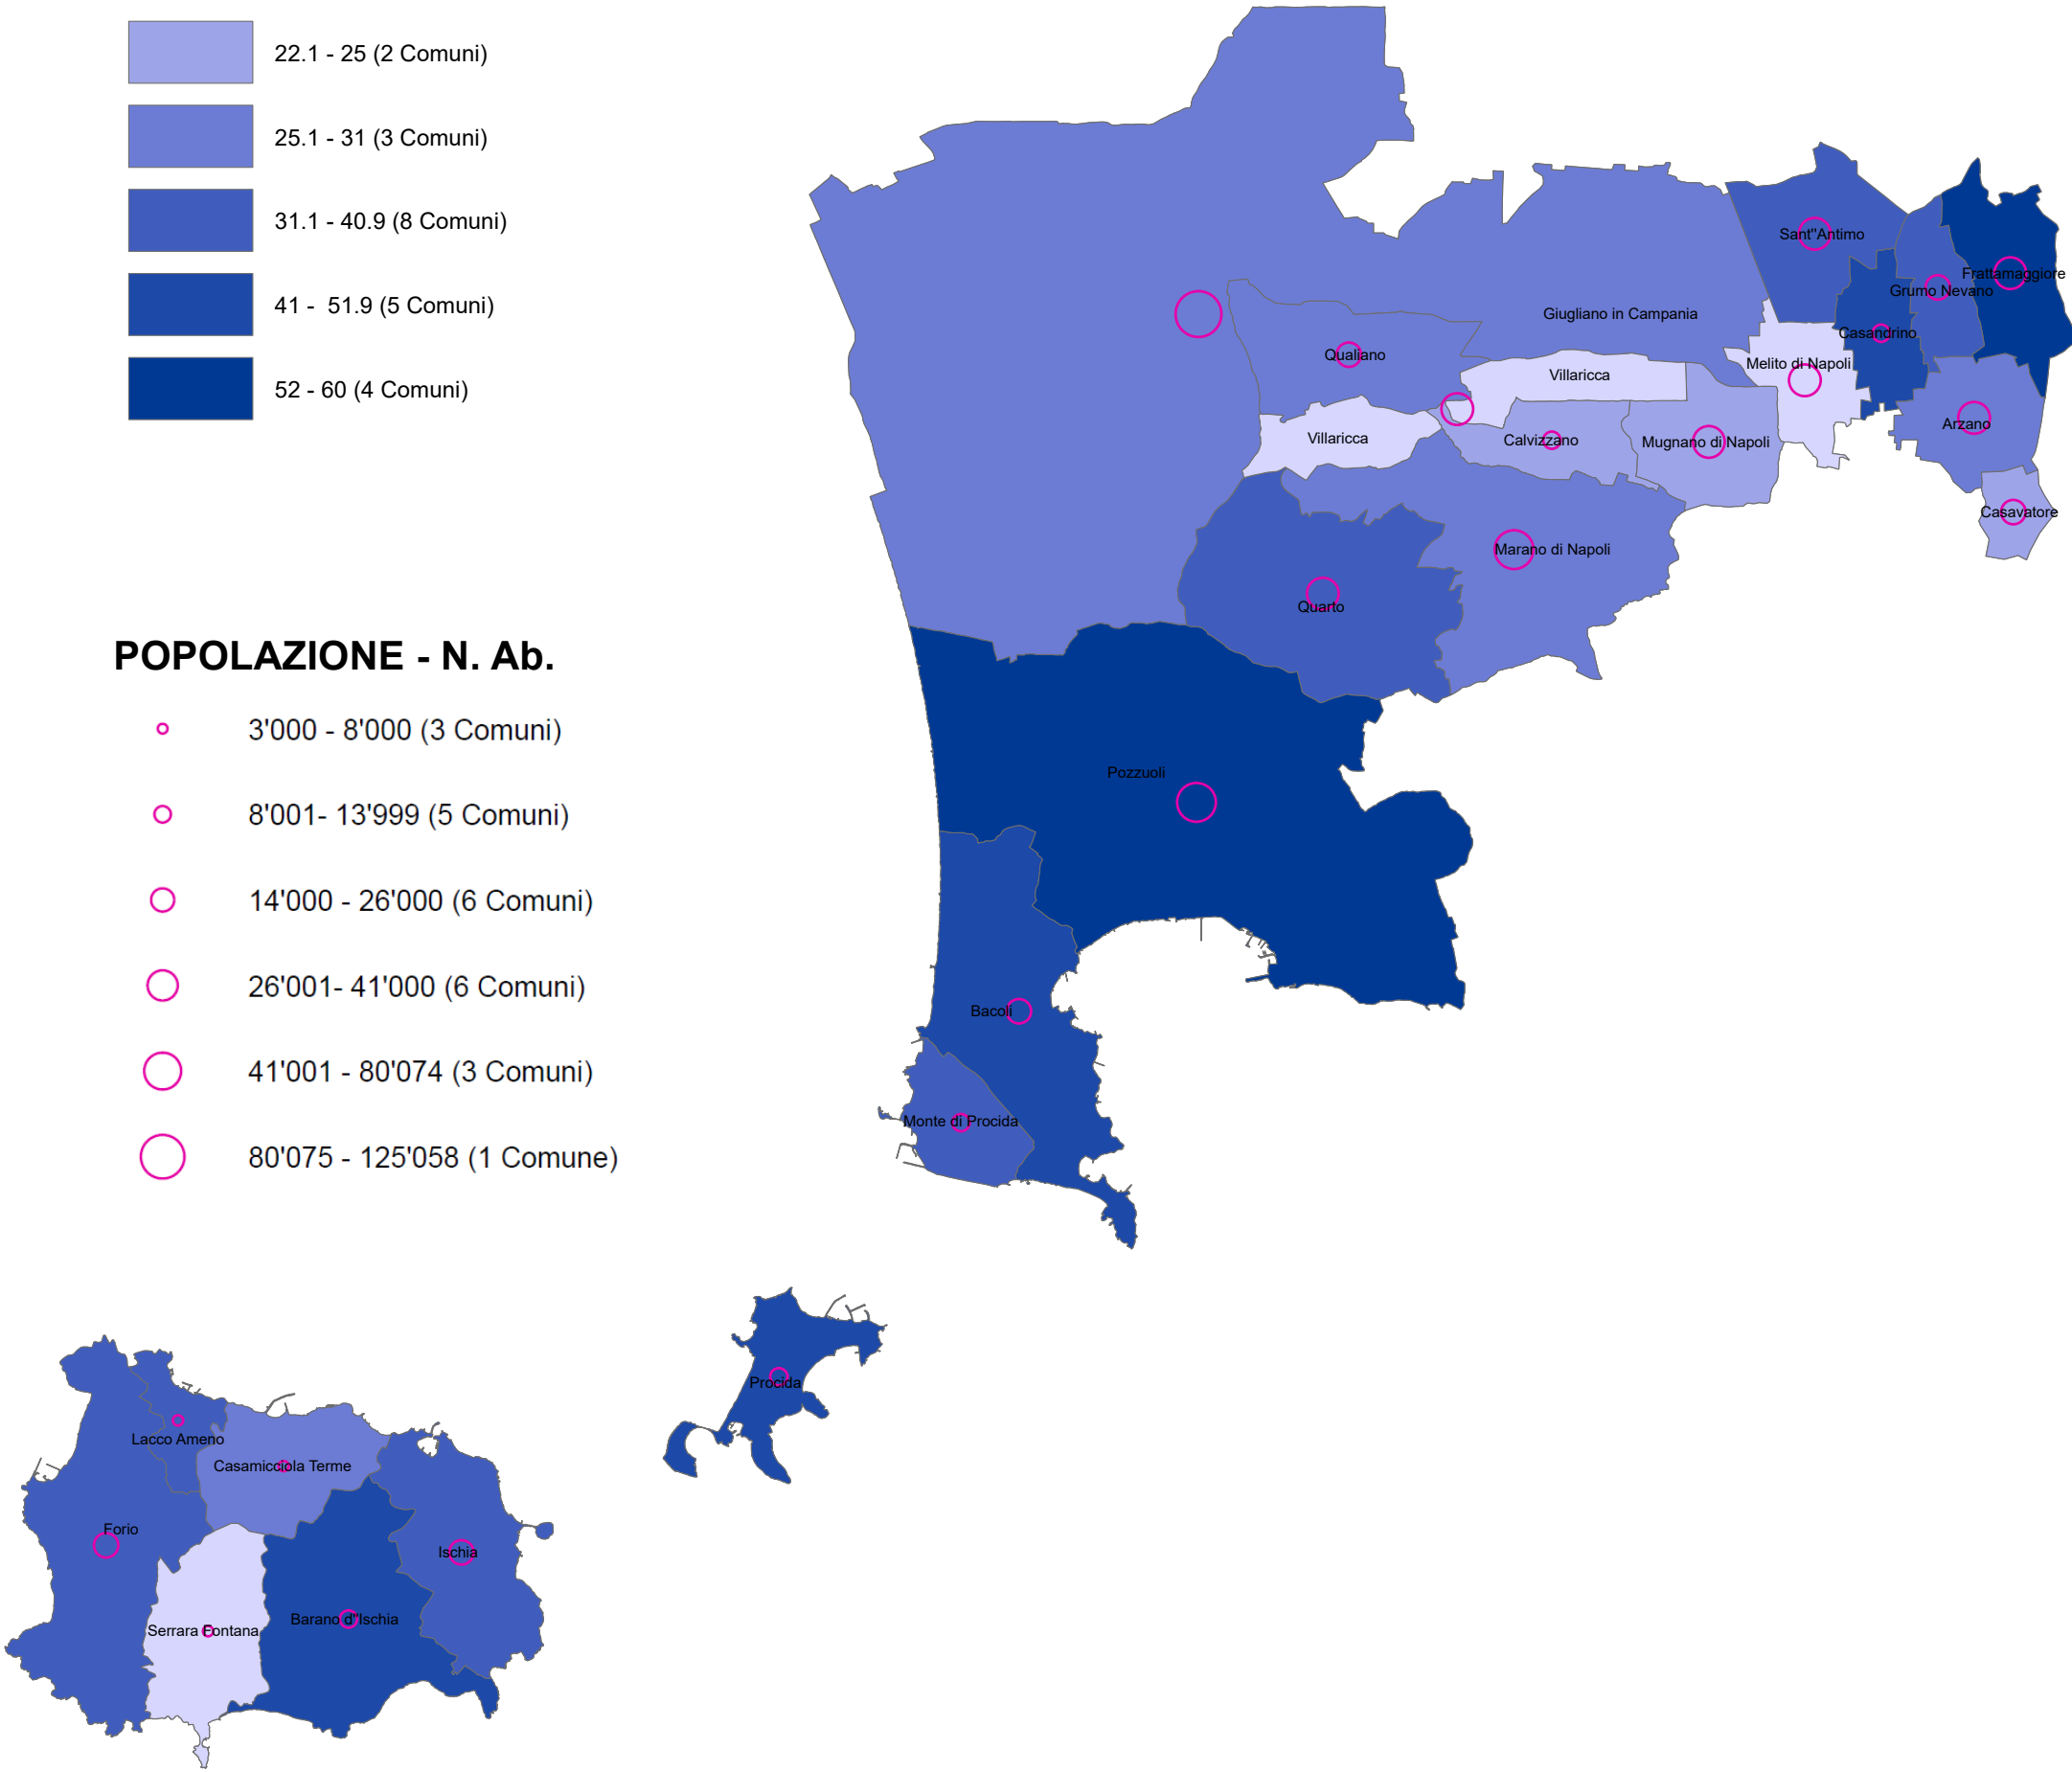 22.1 - 25 (2 Comuni)
25.1 - 31 (3 Comuni)
31.1 - 40.9 (8 Comuni)
41 -  51.9 (5 Comuni)
52 - 60 (4 Comuni)
POPOLAZIONE - N. Ab.
3'000 - 8'000 (3 Comuni)
8'001- 13'999 (5 Comuni)
14'000 - 26'000 (6 Comuni)
26'001- 41'000 (6 Comuni)
41'001 - 80'074 (3 Comuni)
80'075 - 125'058 (1 Comune)
Sant''Antimo
Frattamaggiore
Grumo Nevano
Giugliano in Campania
Casandrino
Qualiano
Melito di Napoli
Villaricca
Arzano
Villaricca
Calvizzano
Mugnano di Napoli
Casavatore
Marano di Napoli
Quarto
Pozzuoli
Bacoli
Monte di Procida
Procida
Lacco Ameno
Casamicciola Terme
Forio
Ischia
Barano d''Ischia
Serrara Fontana